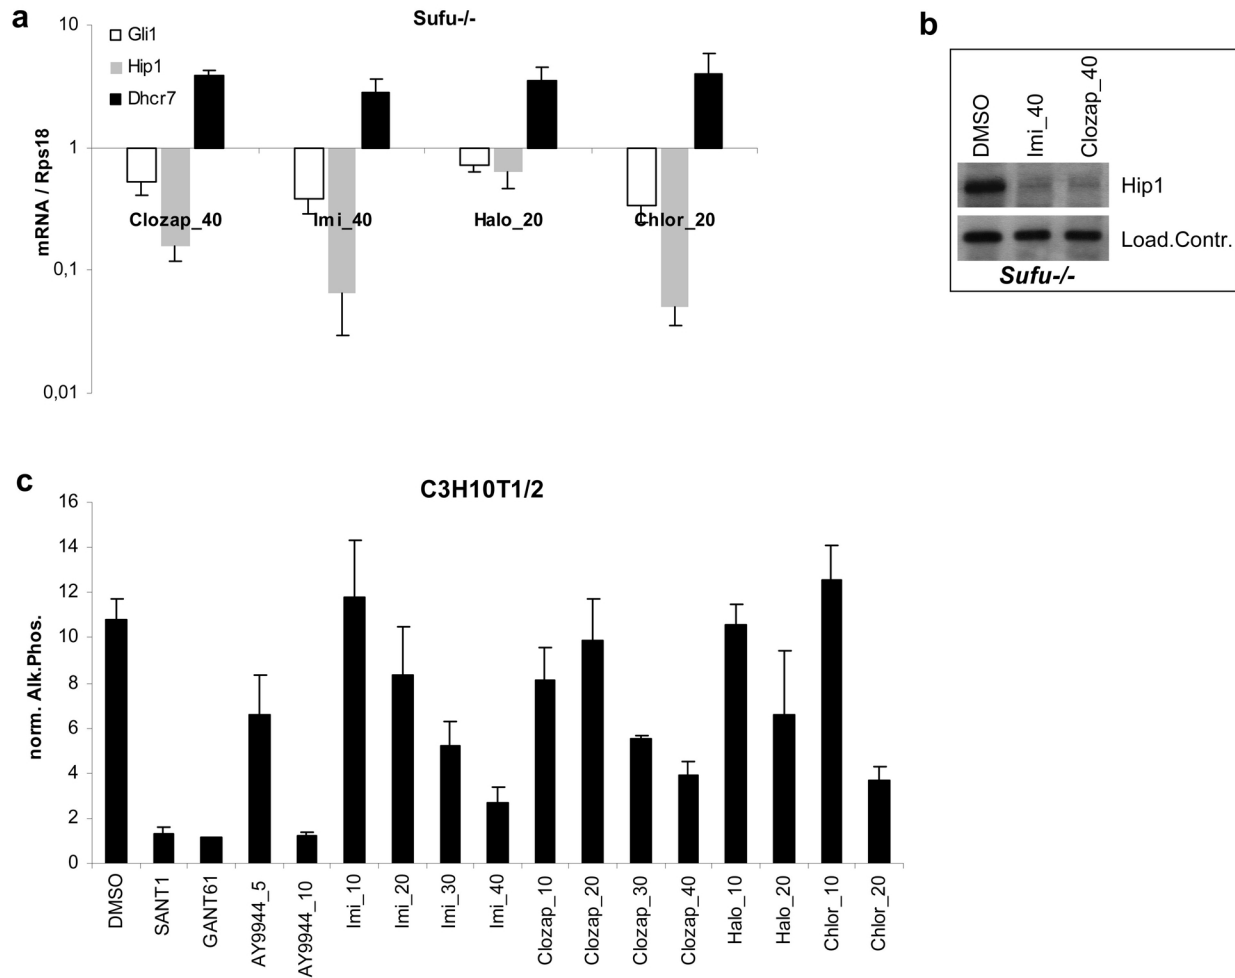 a
Sufu-/-
10
1
0,1
0,01
mRNA / Rps18
Gli1
Hip1
Dhcr7
Clozap_40
Imi_40
Halo_20
Chlor_20
b
DMSO
Imi_40
Clozap_40
Hip1
Load.Contr.
Sufu-/-
c
C3H10T1/2
16
14
12
10
8
6
4
2
0
norm. Alk.Phos.
DMSO
SANT1
GANT61
AY9944_5
AY9944_10
Imi_10
Imi_20
Imi_30
Imi_40
Clozap_10
Clozap_20
Clozap_30
Clozap_40
Halo_10
Halo_20
Chlor_10
Chlor_20